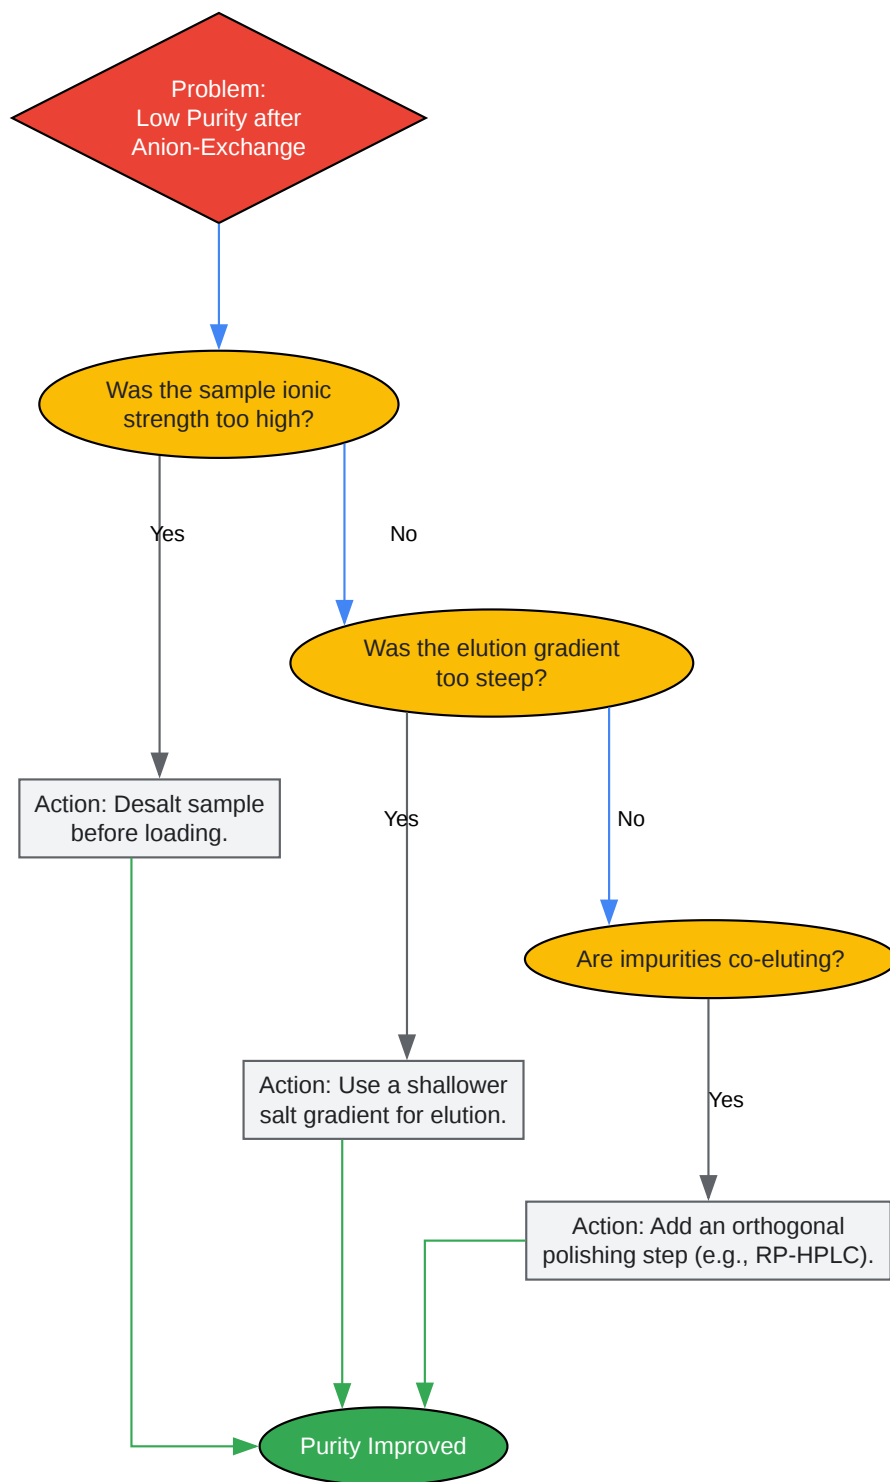 Problem:
Low Purity after
Anion-Exchange
Was the sample ionic
strength too high?
Yes
No
Was the elution gradient
too steep?
Action: Desalt sample
before loading.
Yes
No
Are impurities co-eluting?
Action: Use a shallower
salt gradient for elution.
Yes
Action: Add an orthogonal
polishing step (e.g., RP-HPLC).
Purity Improved